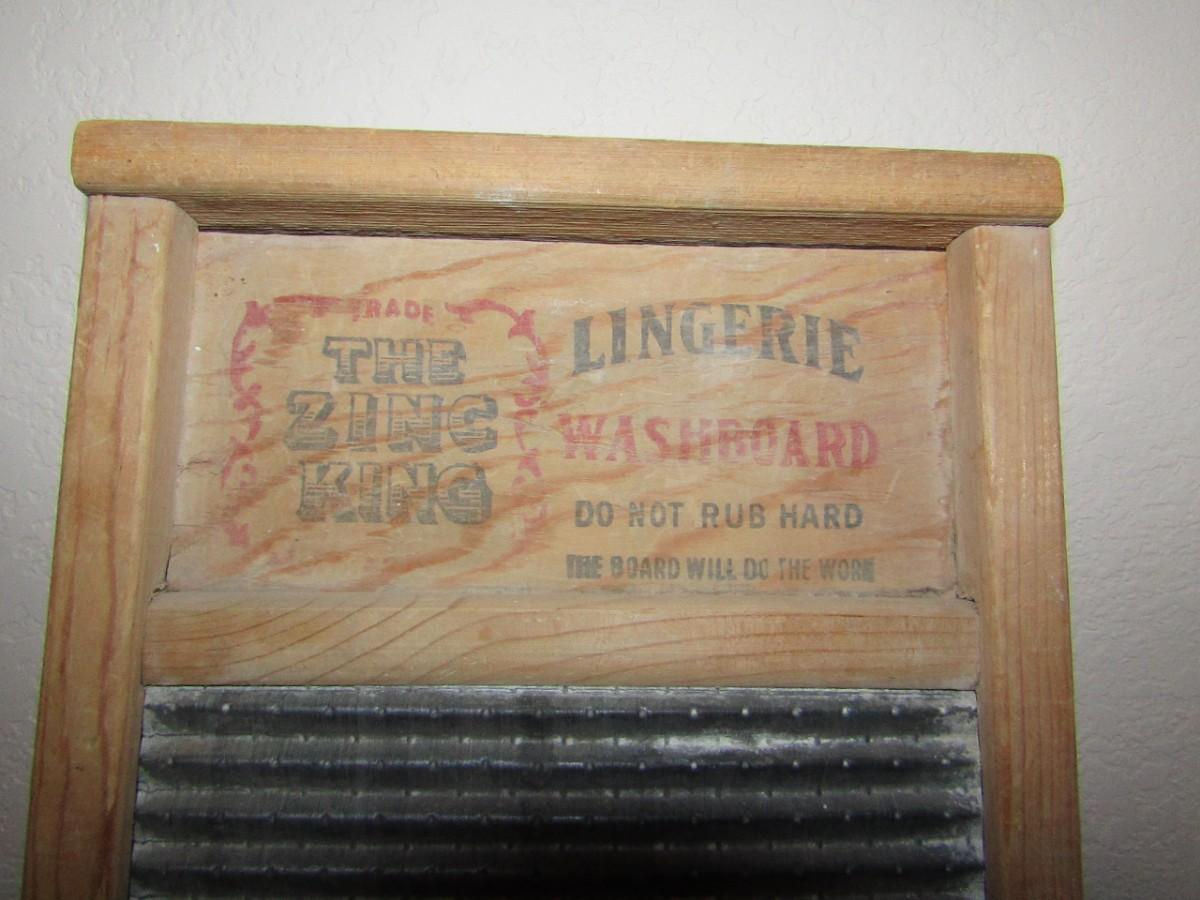 TRADE
THE
ZINC
KING
LINGERIE
WASHBOARD
DO NOT RUB HARD
THE BOARD WILL DO THE WORK